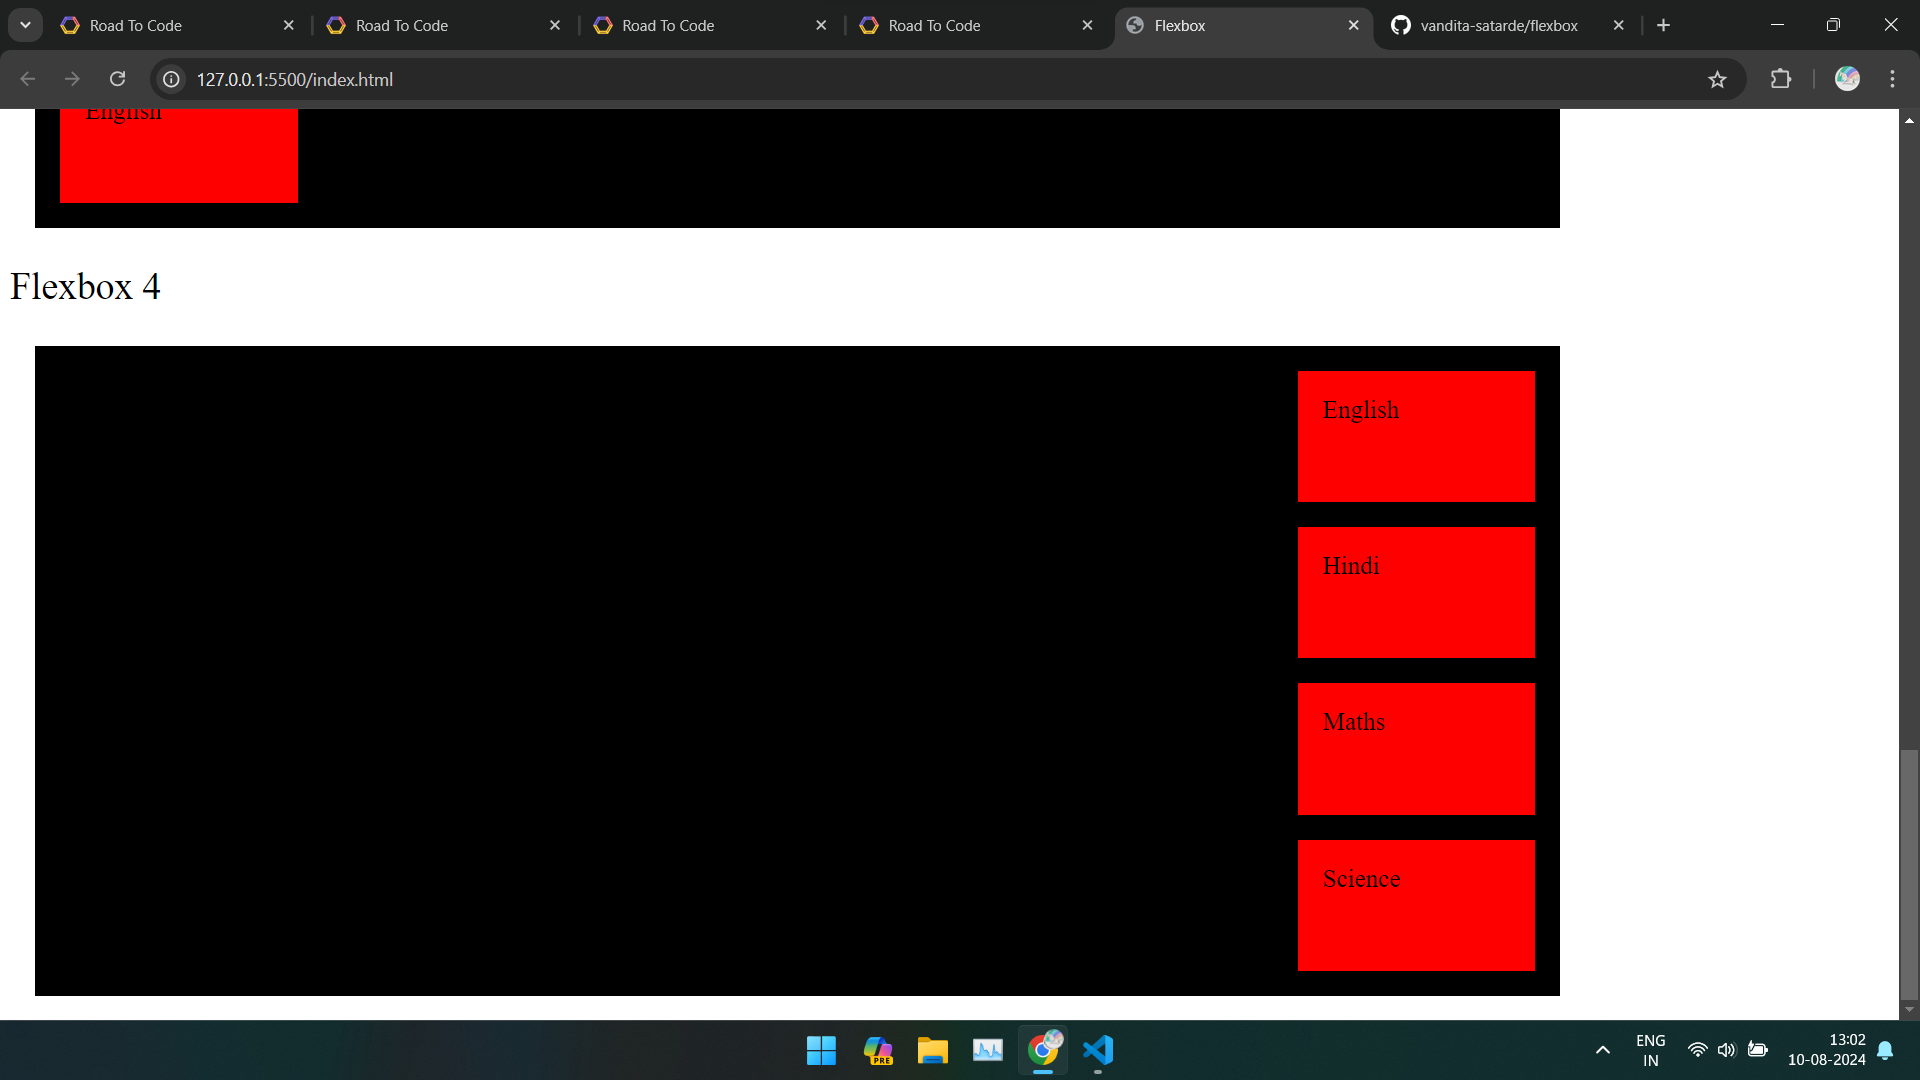 Road To Code
Road To Code
Road To Code
Road To Code
Flexbox
vandita-satarde/flexbox
127.0.0.1:5500/index.html
English
Flexbox 4
English
Hindi
Maths
Science
PRE
ENG
IN
13:02
10-08-2024